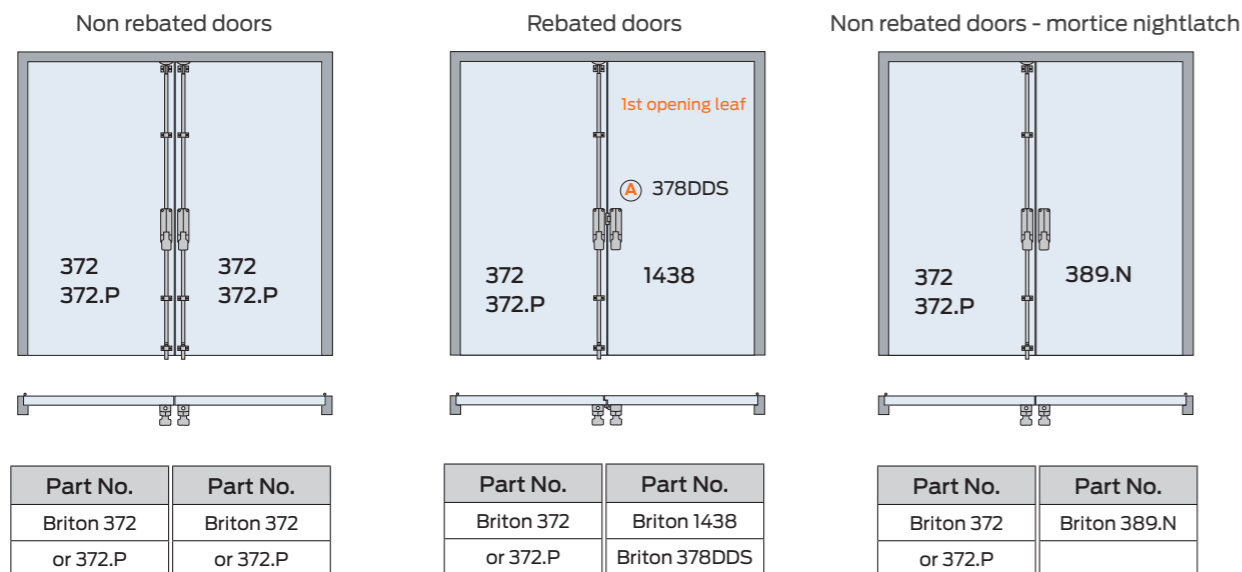 Non rebated doors
372
372.P
372
372.P
Part No. Part No.
Briton 372 Briton 372
or 372.P or 372.P
Rebated doors
1st opening leaf
A 378DDS
372
372.P
1438
Part No. Part No.
Briton 372 Briton 1438
or 372.P Briton 378DDS
Non rebated doors - mortice nightlatch
372
372.P
389.N
Part No. Part No.
Briton 372 Briton 389.N
or 372.P